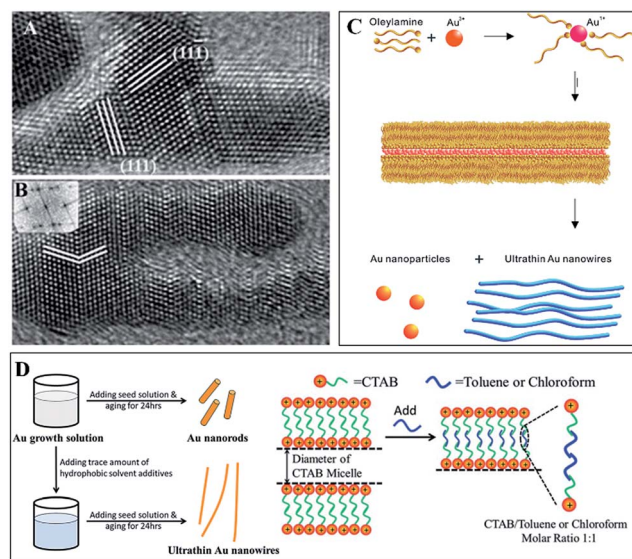 A
(111)
(111)
B
C
Oleylamine
Au³⁺
+
Au¹⁺
Au nanoparticles + Ultrathin Au nanowires
D
Au growth solution
Adding seed solution &
aging for 24hrs
Au nanorods
Adding trace amount of
hydrophobic solvent additives
Adding seed solution &
aging for 24hrs
Ultrathin Au nanowires
=CTAB
=Toluene or Chloroform
Diameter of
CTAB Micelle
Add
CTAB/Toluene or Chloroform
Molar Ratio 1:1